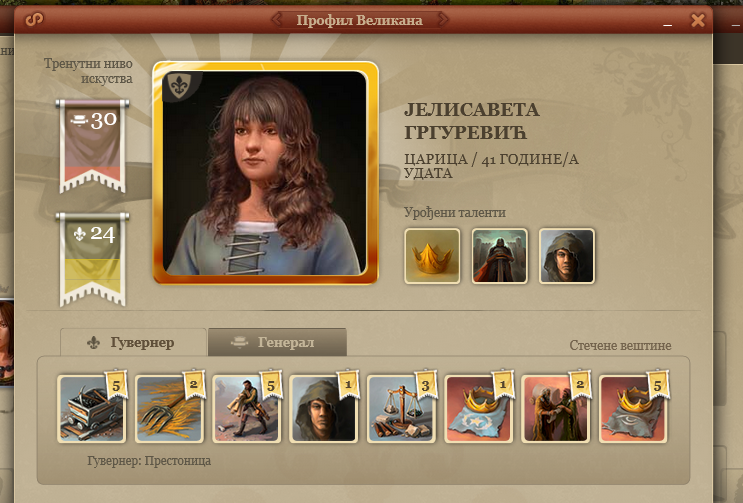 Профил Великана
Тренутни ниво
искуства
30
24
ЈЕЛИСАВЕТА
ГРГУРЕВИЋ
ЦАРИЦА / 41 ГОДИНЕ/А
УДАТА
Урођени таленти
Гувернер
Генерал
Стечене вештине
5 2 5 1 3 1 2 5
Гувернер: Престоница